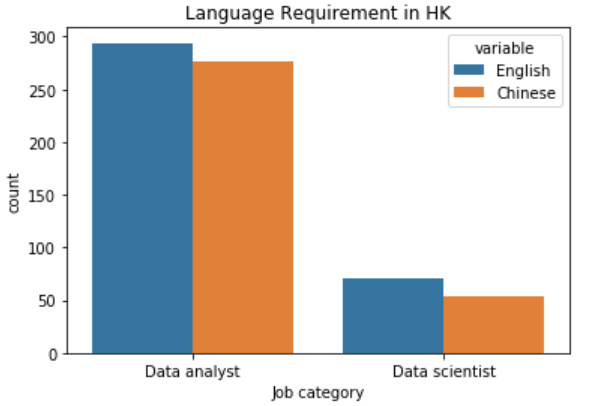 Language Requirement in HK
variable
English
Chinese
count
300
250
200
150
100
50
0
Data analyst Data scientist
Job category